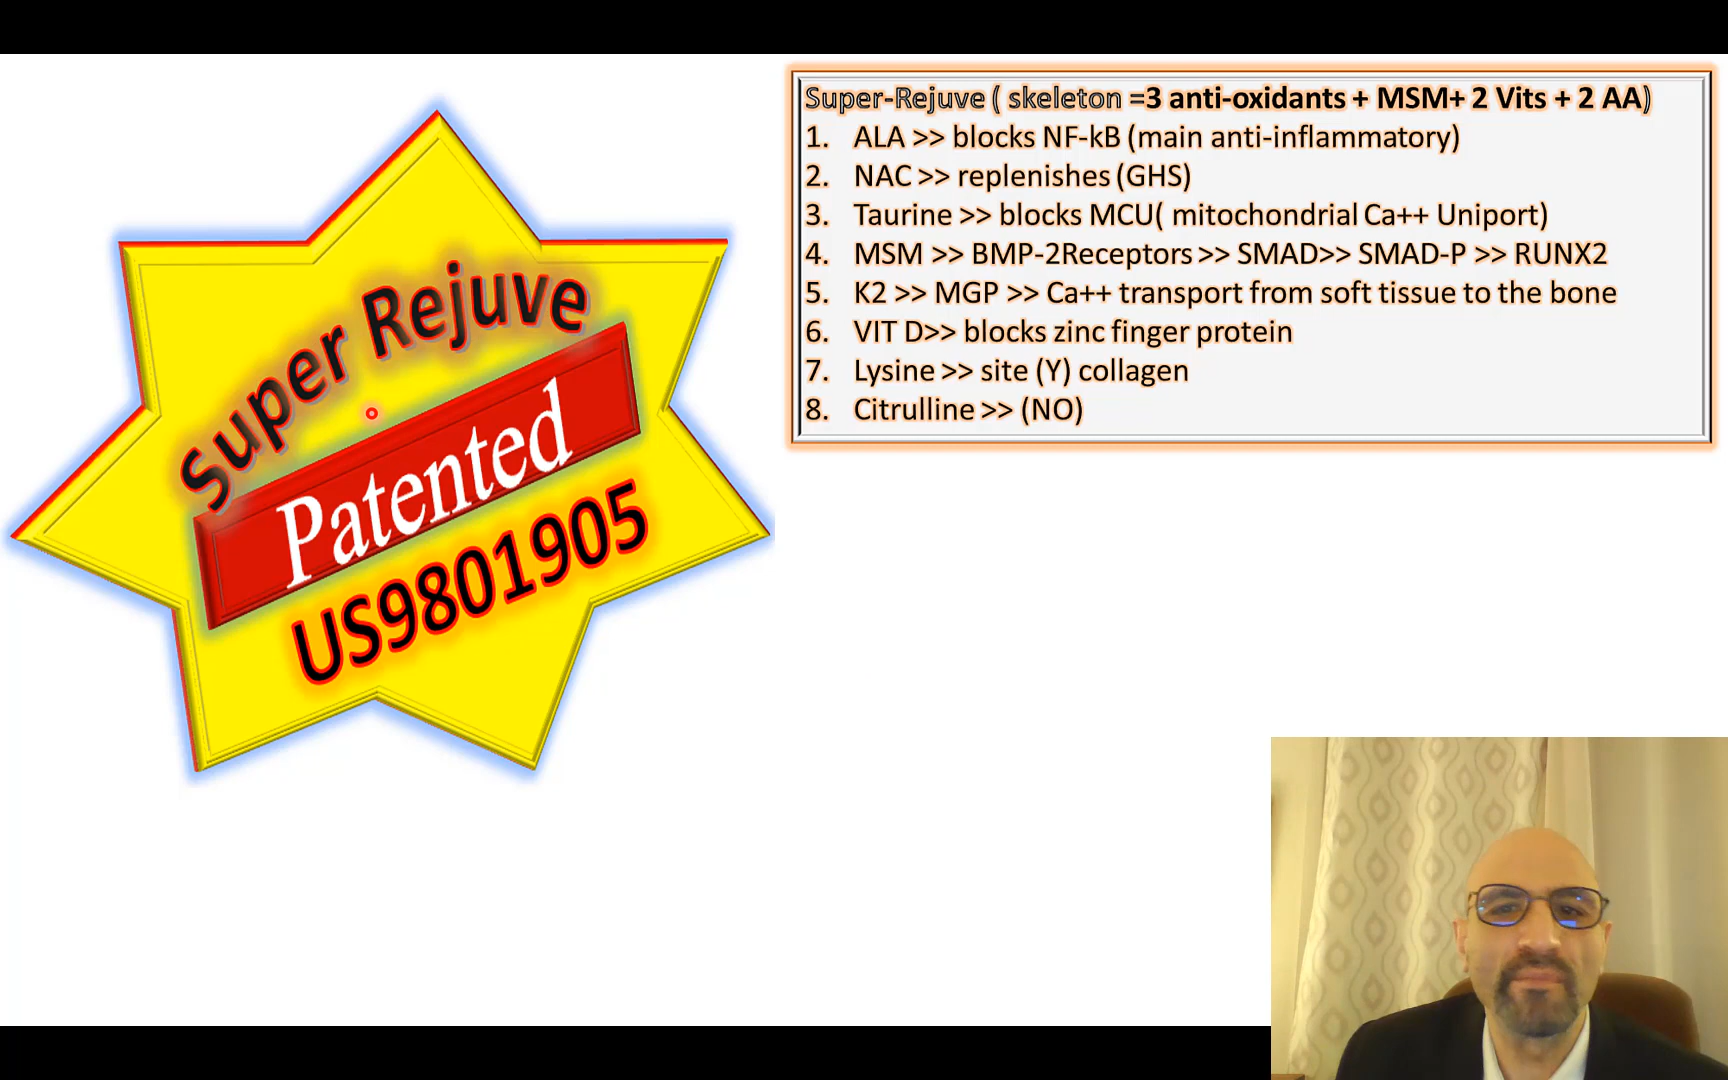 Super Rejuve
Patented
US9801905
Super-Rejuve ( skeleton =3 anti-oxidants + MSM+ 2 Vits + 2 AA)
1. ALA >> blocks NF-kB (main anti-inflammatory)
2. NAC >> replenishes (GHS)
3. Taurine >> blocks MCU( mitochondrial Ca++ Uniport)
4. MSM >> BMP-2Receptors >> SMAD>> SMAD-P >> RUNX2
5. K2 >> MGP >> Ca++ transport from soft tissue to the bone
6. VIT D>> blocks zinc finger protein
7. Lysine >> site (Y) collagen
8. Citrulline >> (NO)